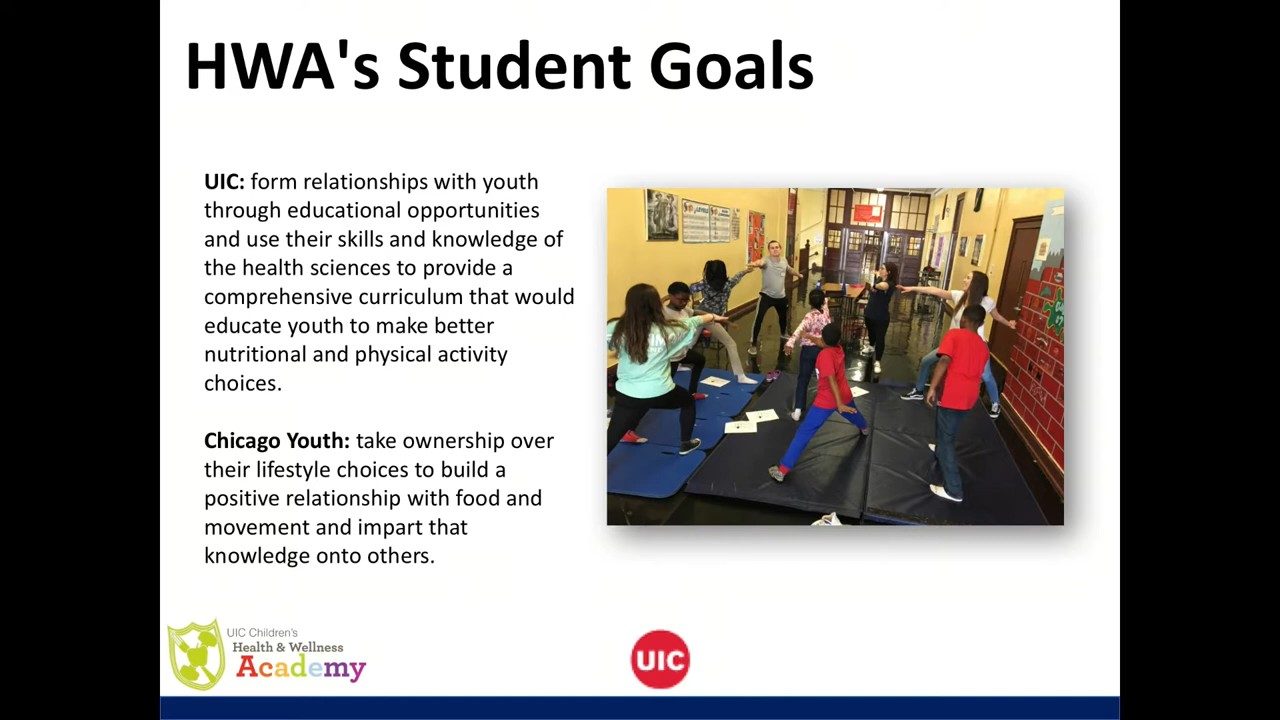 HWA's Student Goals
UIC: form relationships with youth
through educational opportunities
and use their skills and knowledge of
the health sciences to provide a
comprehensive curriculum that would
educate youth to make better
nutritional and physical activity
choices.
Chicago Youth: take ownership over
their lifestyle choices to build a
positive relationship with food and
movement and impart that
knowledge onto others.
UIC Children's
Health & Wellness
Academy
UIC